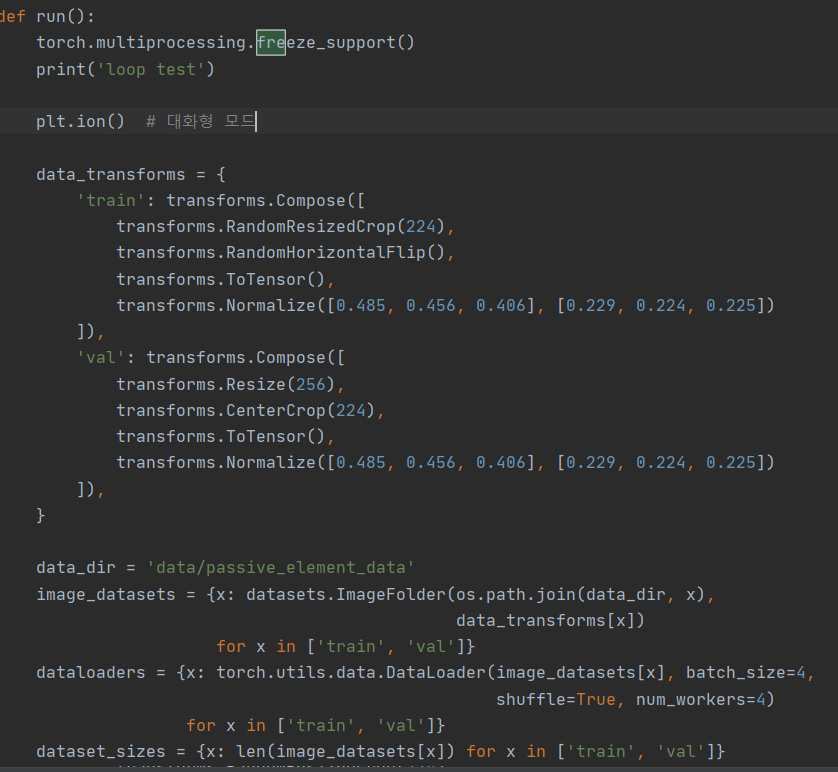 def run():
    torch.multiprocessing.freeze_support()
    print('loop test')
    plt.ion()  # 대화형 모드
    data_transforms = {
        'train': transforms.Compose([
            transforms.RandomResizedCrop(224),
            transforms.RandomHorizontalFlip(),
            transforms.ToTensor(),
            transforms.Normalize([0.485, 0.456, 0.406], [0.229, 0.224, 0.225])
        ]),
        'val': transforms.Compose([
            transforms.Resize(256),
            transforms.CenterCrop(224),
            transforms.ToTensor(),
            transforms.Normalize([0.485, 0.456, 0.406], [0.229, 0.224, 0.225])
        ]),
    }
    data_dir = 'data/passive_element_data'
    image_datasets = {x: datasets.ImageFolder(os.path.join(data_dir, x),
                                              data_transforms[x])
                      for x in ['train', 'val']}
    dataloaders = {x: torch.utils.data.DataLoader(image_datasets[x], batch_size=4,
                                                  shuffle=True, num_workers=4)
                   for x in ['train', 'val']}
    dataset_sizes = {x: len(image_datasets[x]) for x in ['train', 'val']}